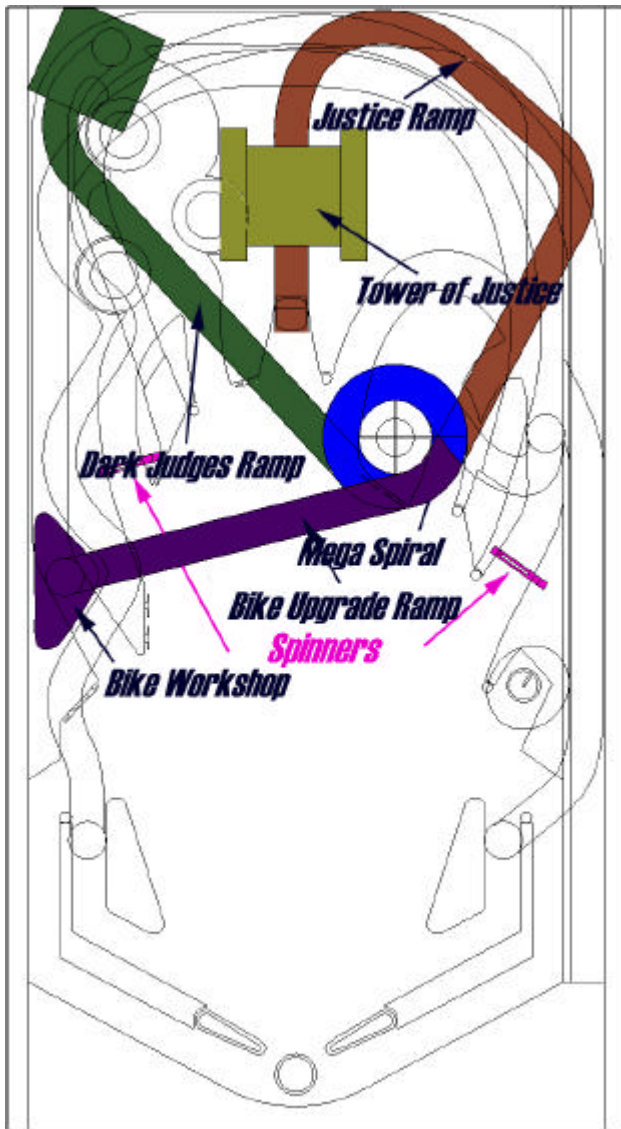 Justice Ramp
Tower of Justice
Dark Judges Ramp
Mega Spiral
Bike Upgrade Ramp
Spinners
Bike Workshop